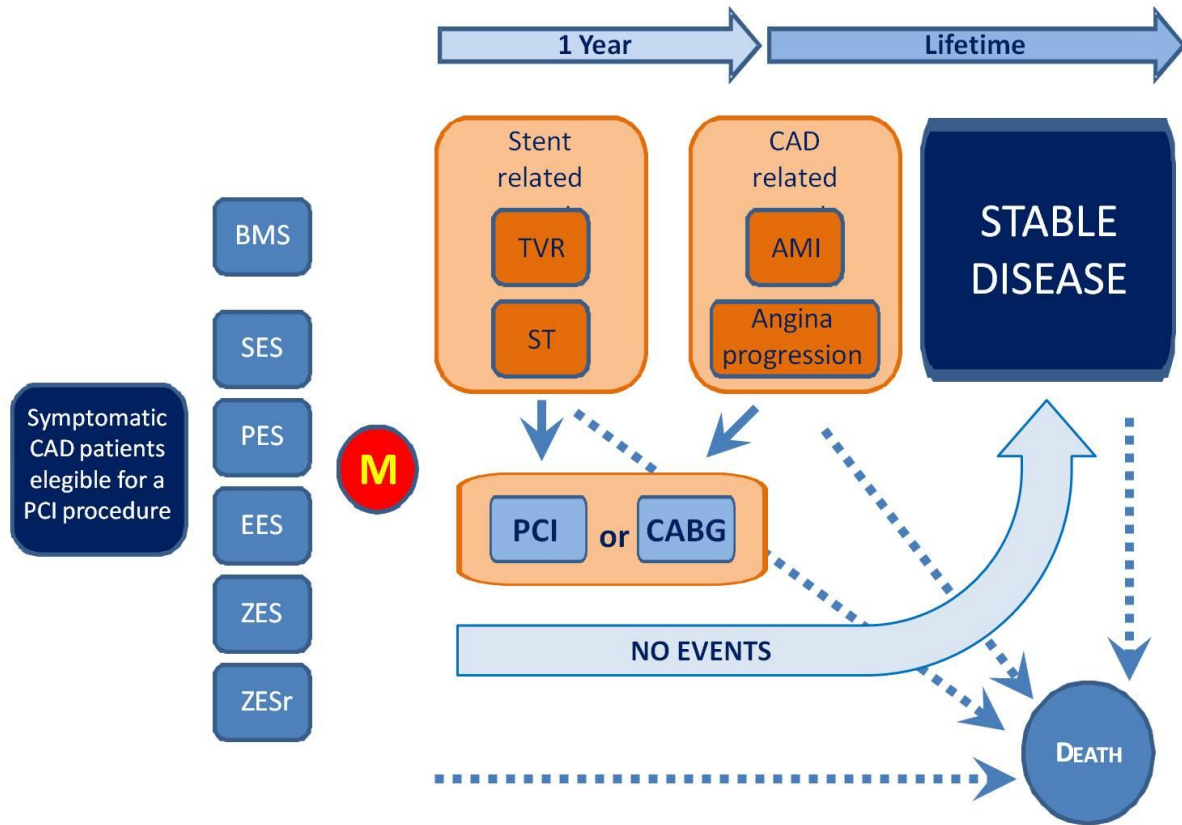 1 Year
Lifetime
Stent
related
TVR
ST
CAD
related
AMI
Angina
progression
STABLE
DISEASE
BMS
SES
PES
EES
ZES
ZESr
Symptomatic
CAD patients
elegible for a
PCI procedure
M
PCI or CABG
NO EVENTS
DEATH